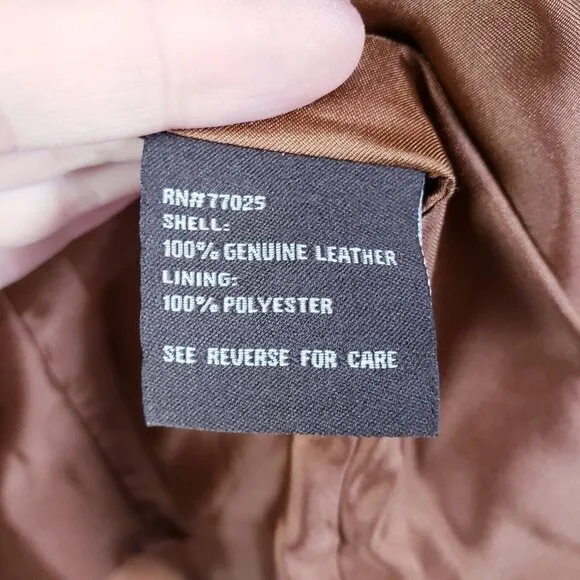 RN#77025
SHELL:
100% GENUINE LEATHER
LINING:
100% POLYESTER
SEE REVERSE FOR CARE